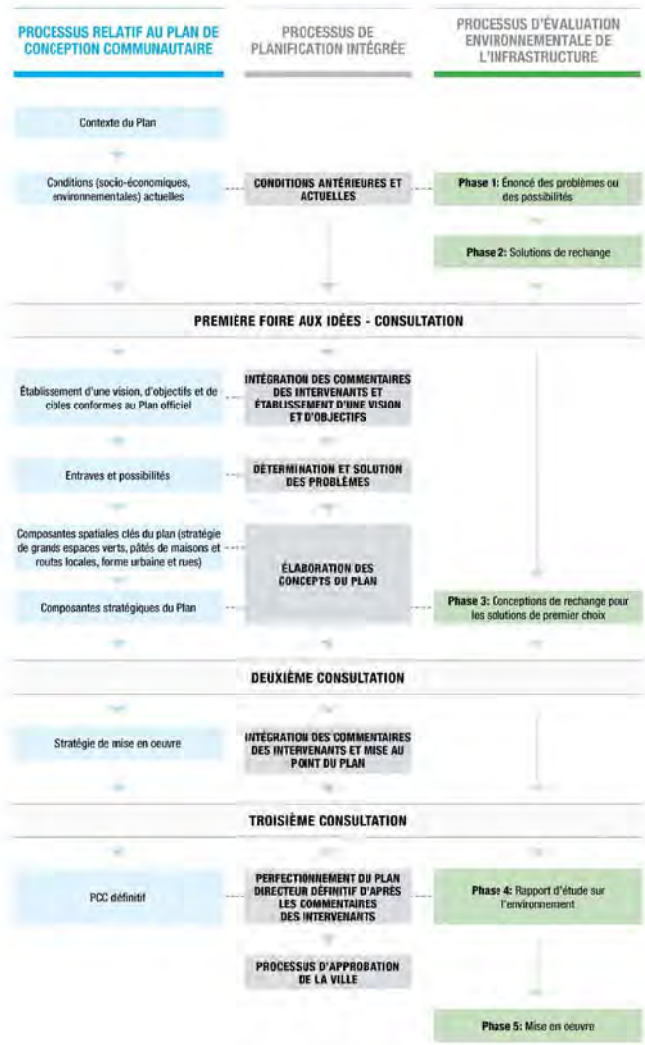 PROCESSUS RELATIF AU PLAN DE
CONCEPTION COMMUNAUTAIRE
PROCESSUS DE
PLANIFICATION INTÉGRÉE
PROCESSUS D'ÉVALUATION
ENVIRONNEMENTALE DE
L'INFRASTRUCTURE
Contexte du Plan
Conditions (socio-économiques,
environnementales) actuelles
CONDITIONS ANTÉRIEURES ET
ACTUELLES
Phase 1: Énoncé des problèmes ou
des possibilités
Phase 2: Solutions de rechange
PREMIÈRE FOIRE AUX IDÉES - CONSULTATION
Établissement d'une vision, d'objectifs et de
cibles conformes au Plan officiel
INTÉGRATION DES COMMENTAIRES
DES INTERVENANTS ET
ÉTABLISSEMENT D'UNE VISION
ET D'OBJECTIFS
Entraves et possibilités
DÉTERMINATION ET SOLUTION
DES PROBLÈMES
Composantes spatiales clés du plan (stratégie
de grands espaces verts, pâtés de maisons et
routes locales, forme urbaine et rues)
ÉLABORATION DES
CONCEPTS DU PLAN
Composantes stratégiques du Plan
Phase 3: Conceptions de rechange pour
les solutions de premier choix
DEUXIÈME CONSULTATION
Stratégie de mise en oeuvre
INTÉGRATION DES COMMENTAIRES
DES INTERVENANTS ET MISE AU
POINT DU PLAN
TROISIÈME CONSULTATION
PCC définitif
PERFECTIONNEMENT DU PLAN
DIRECTEUR DÉFINITIF D'APRÈS
LES COMMENTAIRES
DES INTERVENANTS
Phase 4: Rapport d'étude sur
l'environnement
PROCESSUS D'APPROBATION
DE LA VILLE
Phase 5: Mise en oeuvre